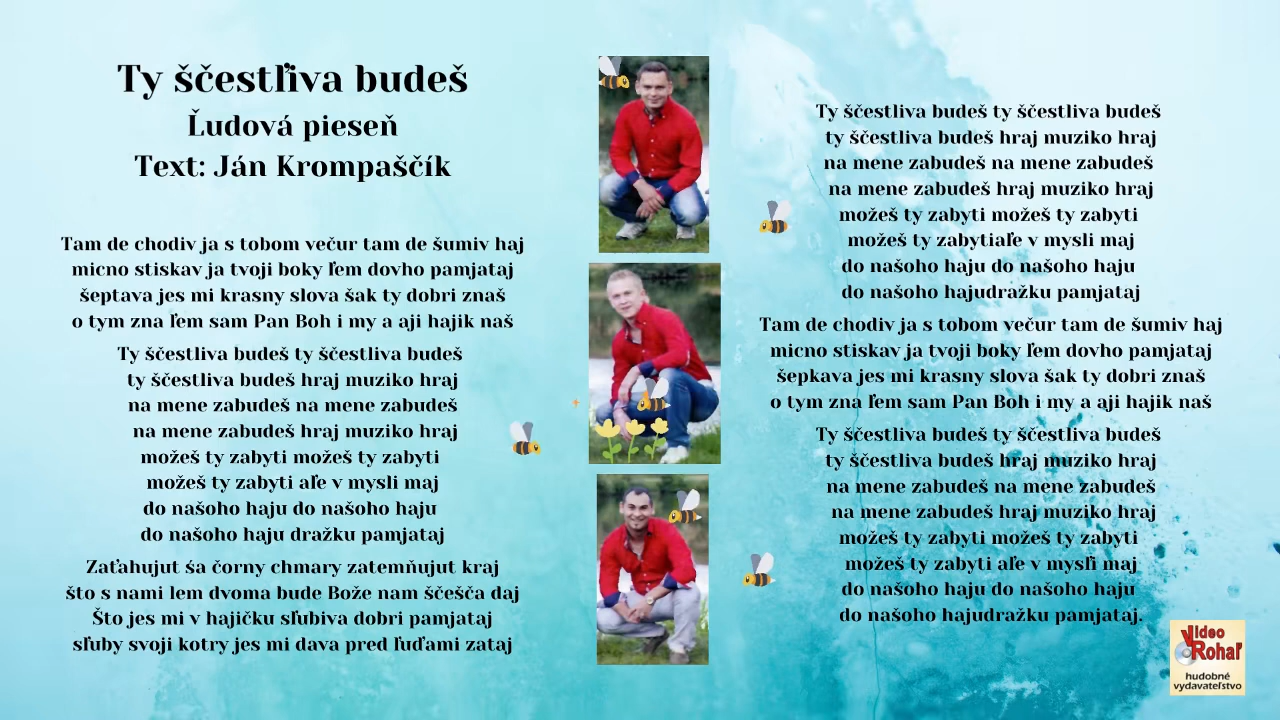 Ty ščestľiva budeš
Ľudová pieseň
Text: Ján Krompaščík
Tam de chodiv ja s tobom večur tam de šumiv haj
micno stiskav ja tvoji boky ľem dovho pamjataj
šeptava jes mi krasny slova šak ty dobri znaš
o tym zna ľem sam Pan Boh i my a aji hajik naš
Ty ščestliva budeš ty ščestliva budeš
ty ščestliva budeš hraj muziko hraj
na mene zabudeš na mene zabudeš
na mene zabudeš hraj muziko hraj
možeš ty zabyti možeš ty zabyti
možeš ty zabyti aľe v mysli maj
do našoho haju do našoho haju
do našoho haju dražku pamjataj
Zaťahujut śa čorny chmary zatemňujut kraj
što s nami lem dvoma bude Bože nam ščešča daj
Što jes mi v hajičku sľubiva dobri pamjataj
sľuby svoji kotry jes mi dava pred ľuďami zataj
Ty ščestliva budeš ty ščestliva budeš
ty ščestliva budeš hraj muziko hraj
na mene zabudeš na mene zabudeš
na mene zabudeš hraj muziko hraj
možeš ty zabyti možeš ty zabyti
možeš ty zabytiaľe v mysli maj
do našoho haju do našoho haju
do našoho hajudražku pamjataj
Tam de chodiv ja s tobom večur tam de šumiv haj
micno stiskav ja tvoji boky ľem dovho pamjataj
šepkava jes mi krasny slova šak ty dobri znaš
o tym zna ľem sam Pan Boh i my a aji hajik naš
Ty ščestliva budeš ty ščestliva budeš
ty ščestliva budeš hraj muziko hraj
na mene zabudeš na mene zabudeš
na mene zabudeš hraj muziko hraj
možeš ty zabyti možeš ty zabyti
možeš ty zabyti aľe v mysľi maj
do našoho haju do našoho haju
do našoho hajudražku pamjataj.
Video
Rohaľ
hudobné
vydavateľstvo